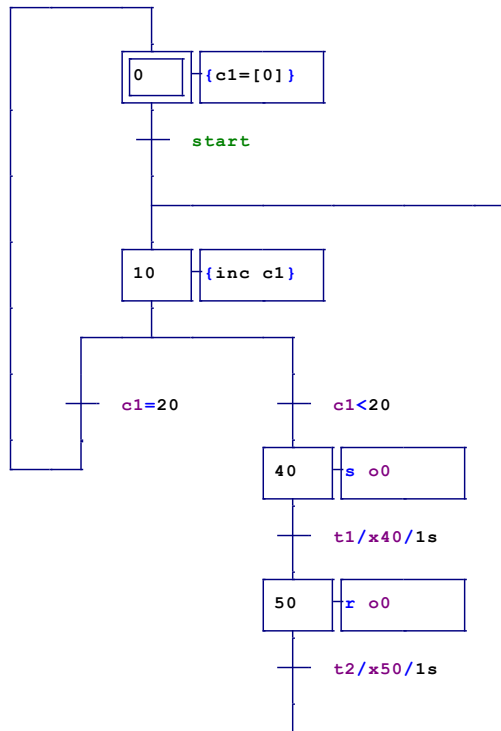 0 {c1=[0]}
start
10 {inc c1}
c1=20 c1<20
40 s o0
t1/x40/1s
50 r o0
t2/x50/1s